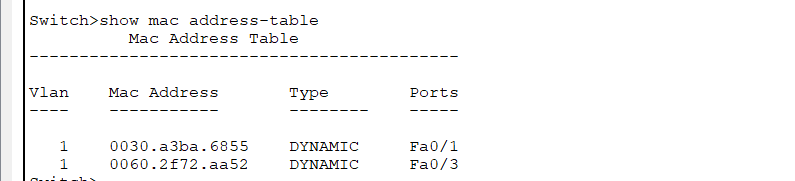 Switch>show mac address-table
Mac Address Table
-------------------------------------------
Vlan Mac Address Type Ports
---- ----------- -------- -----
1 0030.a3ba.6855 DYNAMIC Fa0/1
1 0060.2f72.aa52 DYNAMIC Fa0/3
Switch>